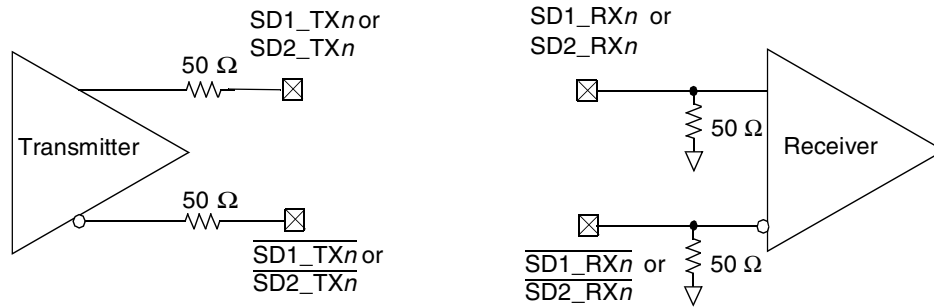 SD1_TXn or
SD2_TXn
50 Ω
Transmitter
50 Ω
SD1_TXn or
SD2_TXn
SD1_RXn or
SD2_RXn
50 Ω
Receiver
SD1_RXn or
SD2_RXn
50 Ω